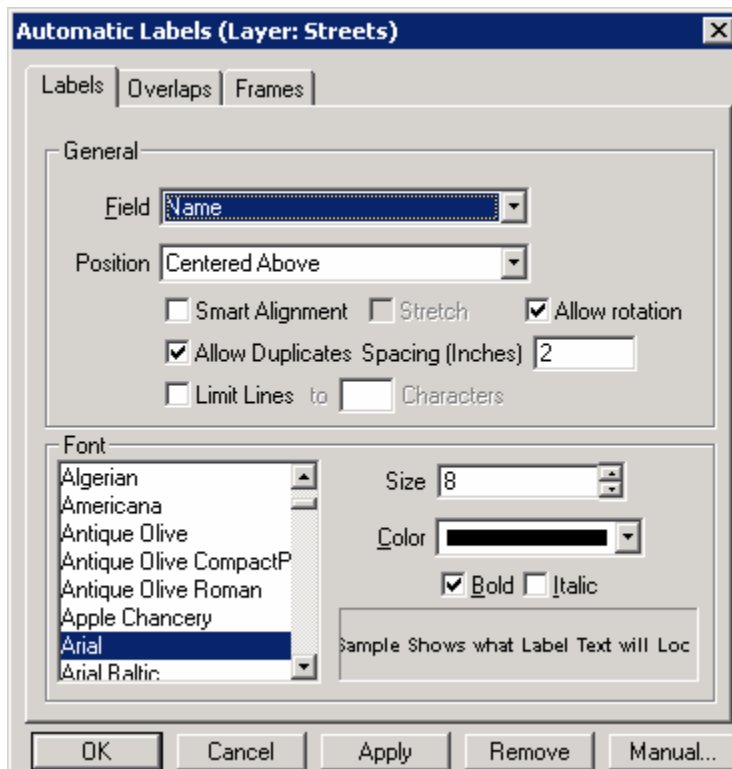 Automatic Labels (Layer: Streets)
Labels Overlaps Frames
General
Field Name
Position Centered Above
Smart Alignment Stretch Allow rotation
Allow Duplicates Spacing (Inches) 2
Limit Lines to Characters
Font
Algerian
Americana
Antique Olive
Antique Olive CompactP
Antique Olive Roman
Apple Chancery
Arial
Arial Baltic
Size 8
Color
Bold Italic
Sample Shows what Label Text will Loo
OK Cancel Apply Remove Manual...